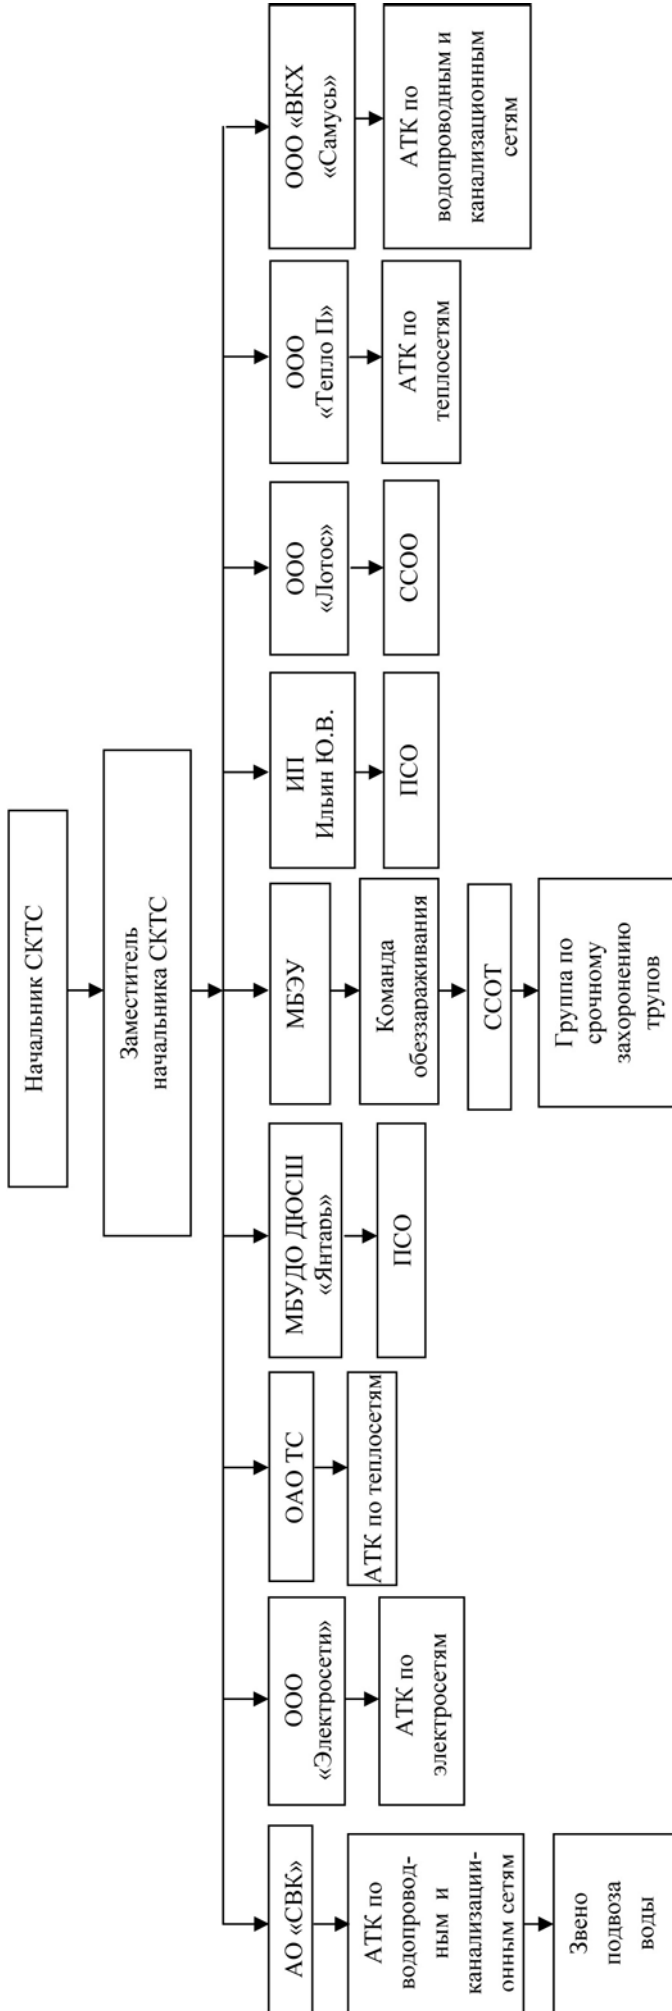 Начальник СКТС
Заместитель
начальника СКТС
АО «СВК»
АТК по
водопровод-
ным и
канализаци-
онным сетям
Звено
подвоза
воды
ООО
«Электросети»
АТК по
электросетям
ОАО ТС
АТК по теплосетям
МБУДО ДЮСШ
«Янтарь»
ПСО
МБЭУ
Команда
обеззараживания
ССОТ
Группа по
срочному
захоронению
трупов
ИП
Ильин Ю.В.
ПСО
ООО
«Лотос»
ССОО
ООО
«Тепло П»
АТК по
теплосетям
ООО «ВКХ
«Самусь»
АТК по
водопроводным и
канализационным
сетям